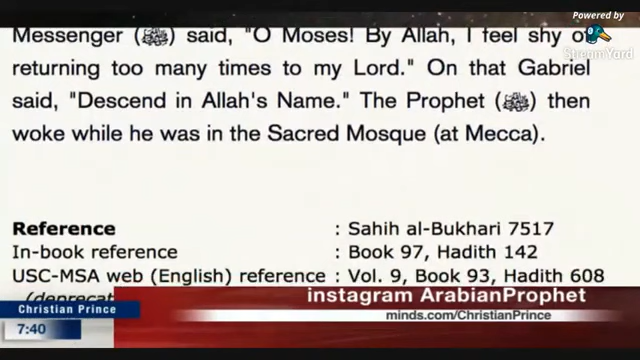 Powered by
StreamYard
Messenger (ﷺ) said, "O Moses! By Allah, I feel shy of
returning too many times to my Lord." On that Gabriel
said, "Descend in Allah's Name." The Prophet (ﷺ) then
woke while he was in the Sacred Mosque (at Mecca).
Reference : Sahih al-Bukhari 7517
In-book reference : Book 97, Hadith 142
USC-MSA web (English) reference : Vol. 9, Book 93, Hadith 608
instagram ArabianProphet
Christian Prince
minds.com/ChristianPrince
7:40